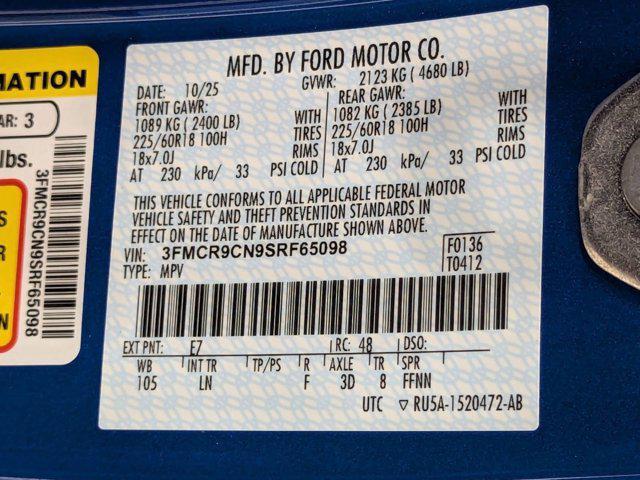 MATION
AR: 3
lbs.
S
R
S
N
3FMCR9CN9SRF65098
MFD. BY FORD MOTOR CO.
DATE: 10/25 GVWR: 2123 KG ( 4680 LB)
FRONT GAWR: REAR GAWR:
1089 KG ( 2400 LB) WITH 1082 KG ( 2385 LB) WITH
225/60R18 100H TIRES 225/60R18 100H TIRES
18x7.0J RIMS 18x7.0J RIMS
AT 230 kPa/ 33 PSI COLD AT 230 kPa/ 33 PSI COLD
THIS VEHICLE CONFORMS TO ALL APPLICABLE FEDERAL MOTOR
VEHICLE SAFETY AND THEFT PREVENTION STANDARDS IN
EFFECT ON THE DATE OF MANUFACTURE SHOWN ABOVE.
VIN: 3FMCR9CN9SRF65098 F0136
TYPE: MPV T0412
EXT PNT: E7 RC: 48 DSO:
WB INT TR TP/PS R AXLE TR SPR
105 LN F 3D 8 FFNN
UTC ▽ RU5A-1520472-AB